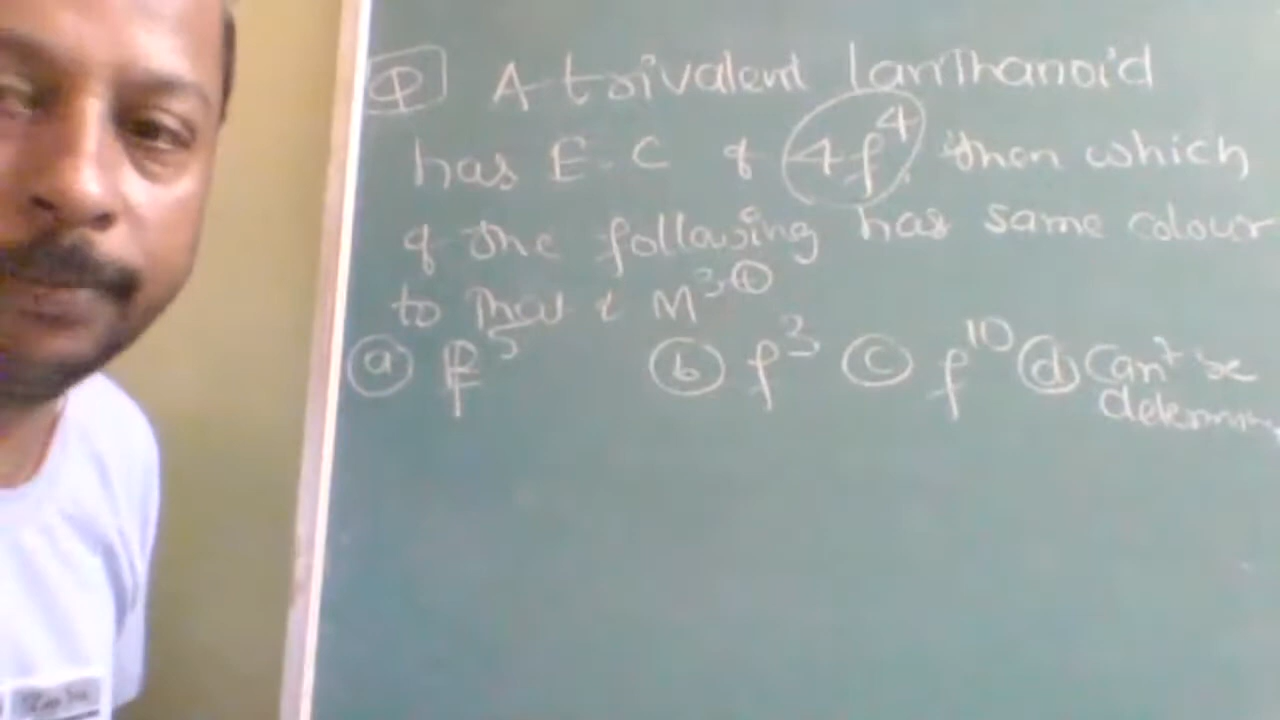 Q A trivalent lanthanoid
has E.C of 4f⁴, then which
of the following has same colour
to that of M³⁺
(a) f⁵ (b) f³ (c) f¹⁰ (d) Can't be